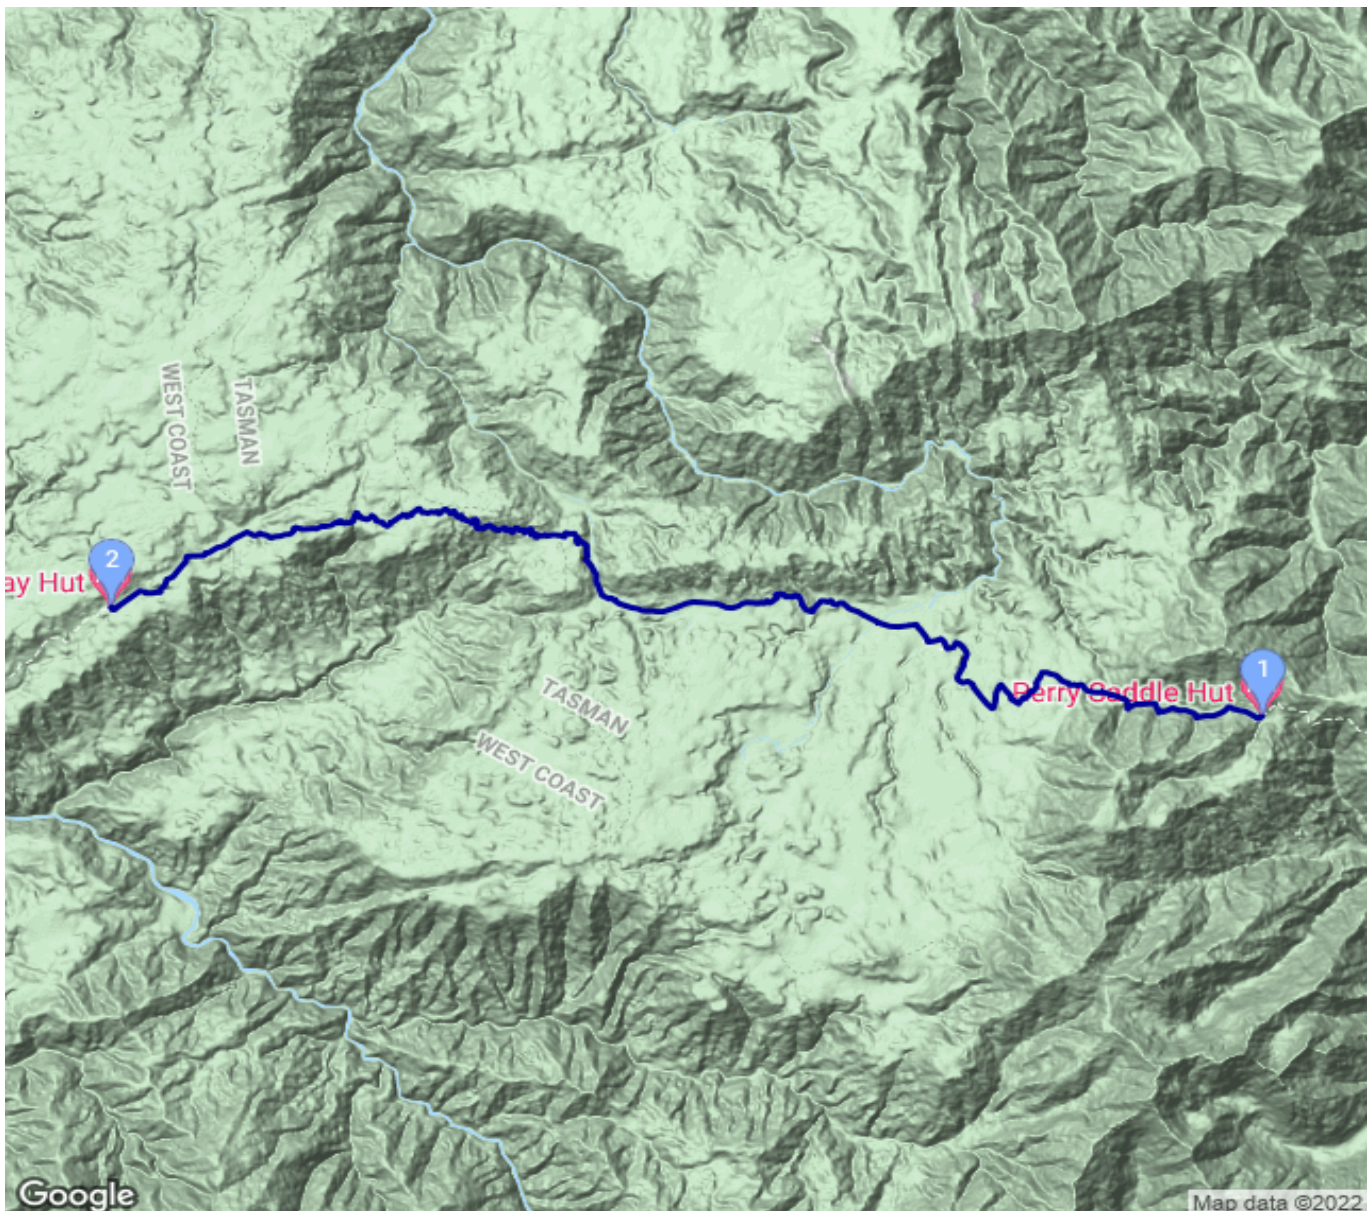 WEST COAST
TASMAN
2
ay Hut
1
Perry Saddle Hut
TASMAN
WEST COAST
Google
Map data ©2022